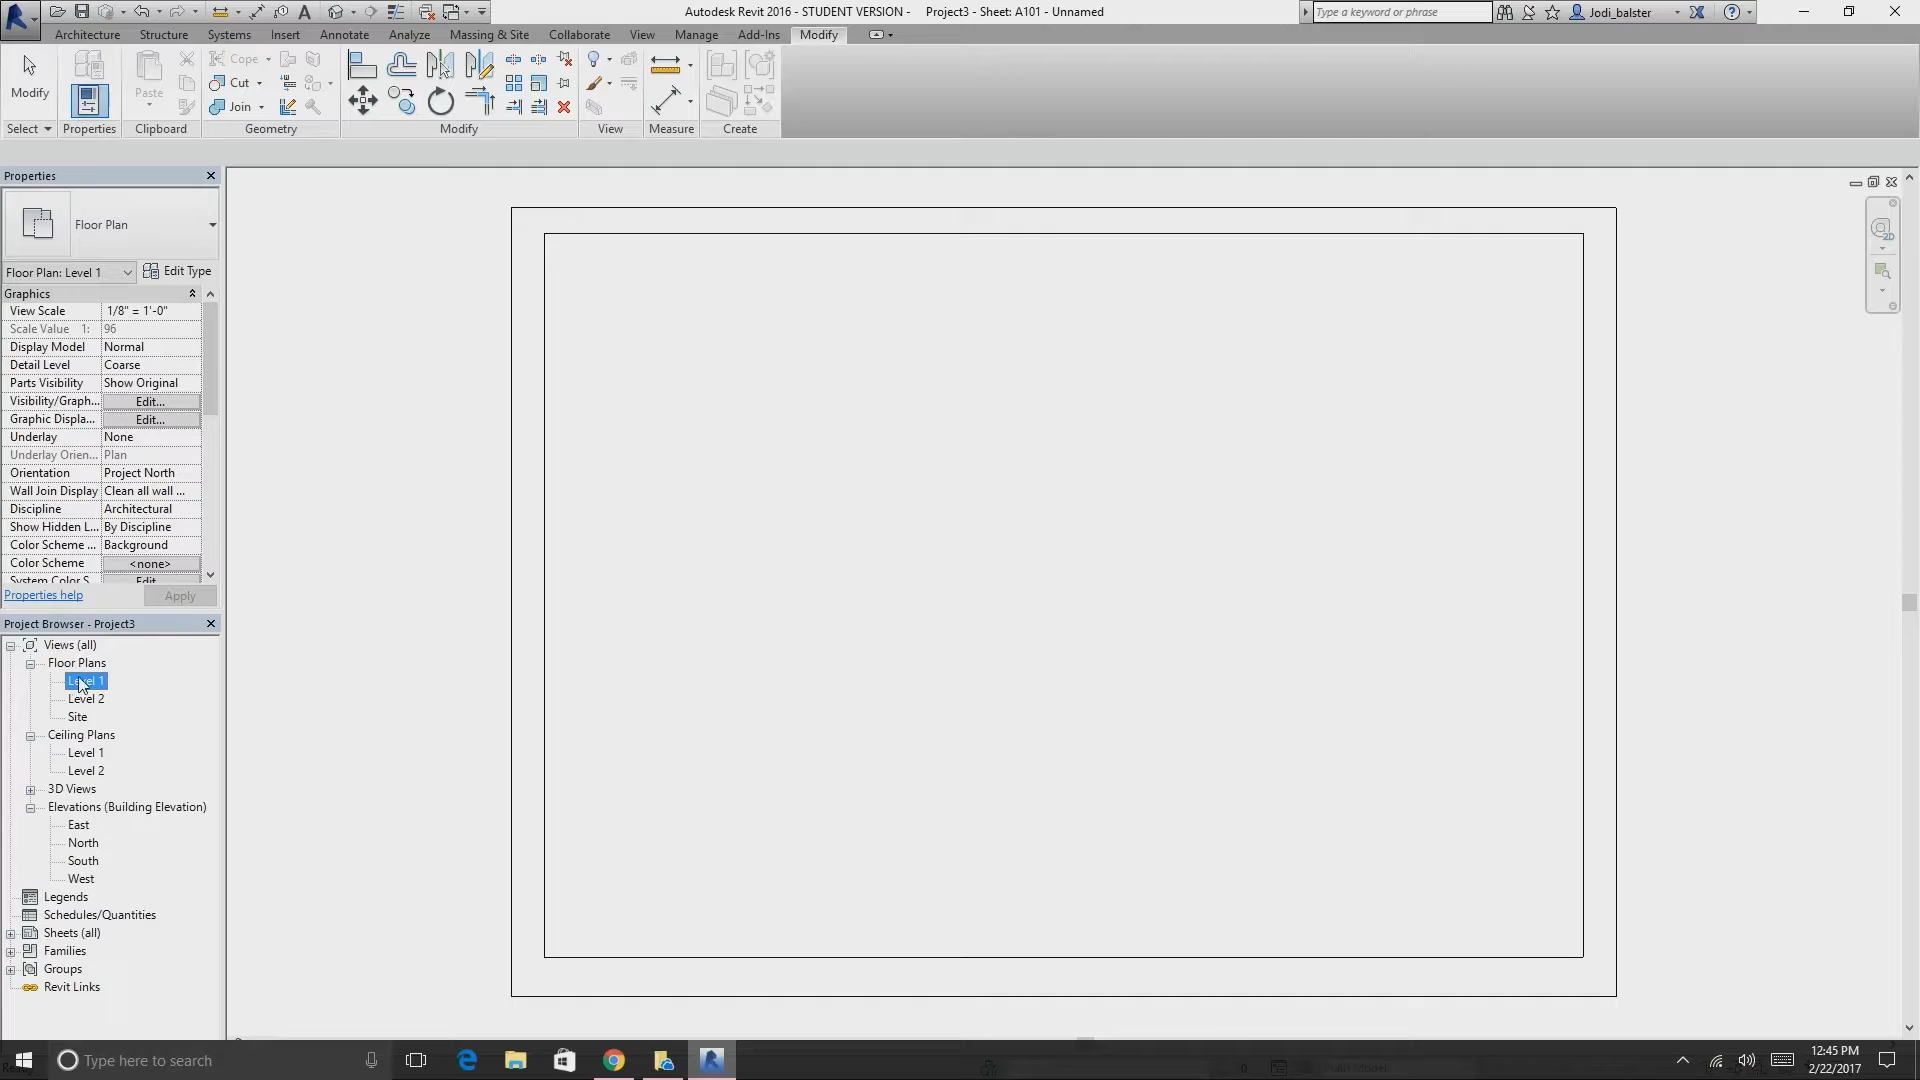 Autodesk Revit 2016 - STUDENT VERSION - Project3 - Sheet: A101 - Unnamed
Type a keyword or phrase
Jodi_balster
Architecture Structure Systems Insert Annotate Analyze Massing & Site Collaborate View Manage Add-Ins Modify
Modify
Paste
Cope
Cut
Join
Select Properties Clipboard Geometry Modify View Measure Create
Properties
Floor Plan
Floor Plan: Level 1 Edit Type
Graphics
View Scale 1/8" = 1'-0"
Scale Value 1: 96
Display Model Normal
Detail Level Coarse
Parts Visibility Show Original
Visibility/Graph... Edit...
Graphic Displa... Edit...
Underlay None
Underlay Orien... Plan
Orientation Project North
Wall Join Display Clean all wall ...
Discipline Architectural
Show Hidden L... By Discipline
Color Scheme ... Background
Color Scheme <none>
System Color S... Edit...
Properties help Apply
Project Browser - Project3
Views (all)
Floor Plans
Level 1
Level 2
Site
Ceiling Plans
Level 1
Level 2
3D Views
Elevations (Building Elevation)
East
North
South
West
Legends
Schedules/Quantities
Sheets (all)
Families
Groups
Revit Links
2D
Type here to search
12:45 PM
2/22/2017